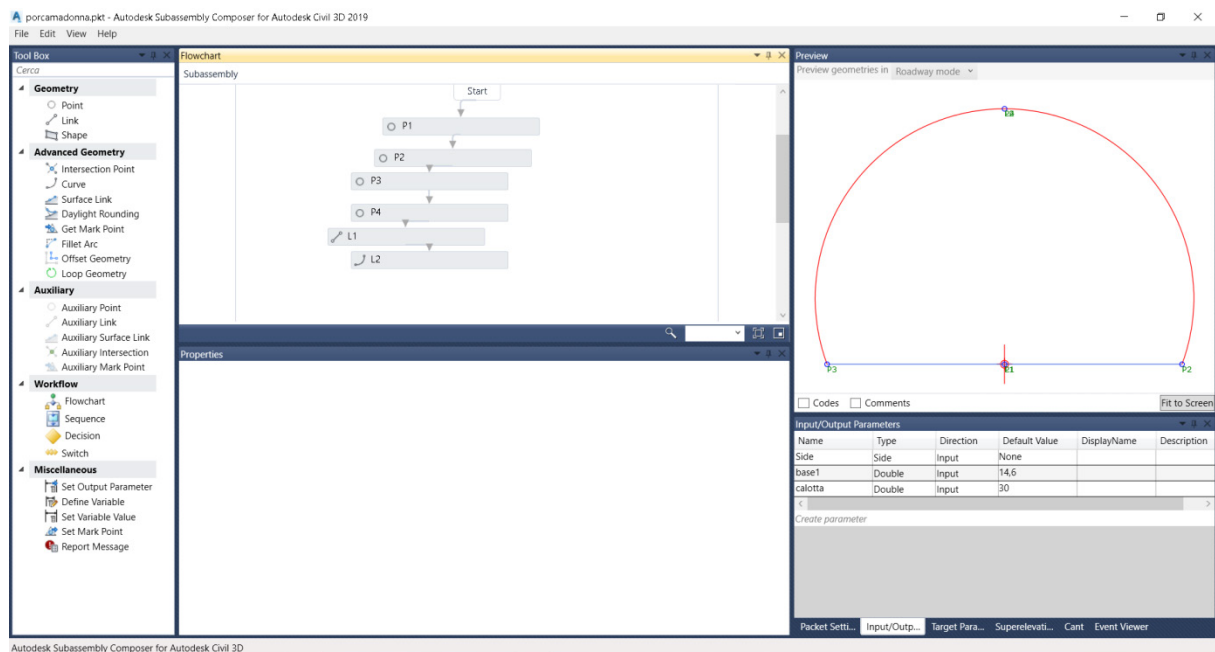 porcamadonna.pkt - Autodesk Subassembly Composer for Autodesk Civil 3D 2019
File Edit View Help
Tool Box
Cerca
Geometry
Point
Link
Shape
Advanced Geometry
Intersection Point
Curve
Surface Link
Daylight Rounding
Get Mark Point
Fillet Arc
Offset Geometry
Loop Geometry
Auxiliary
Auxiliary Point
Auxiliary Link
Auxiliary Surface Link
Auxiliary Intersection
Auxiliary Mark Point
Workflow
Flowchart
Sequence
Decision
Switch
Miscellaneous
Set Output Parameter
Define Variable
Set Variable Value
Set Mark Point
Report Message
Flowchart
Subassembly
Start
P1
P2
P3
P4
L1
L2
Properties
Preview
Preview geometries in Roadway mode
P3
P2
Codes Comments Fit to Screen
Input/Output Parameters
Name Type Direction Default Value DisplayName Description
Side Side Input None
base1 Double Input 14,6
calotta Double Input 30
Create parameter
Packet Setti... Input/Outp... Target Para... Superelevati... Cant Event Viewer
Autodesk Subassembly Composer for Autodesk Civil 3D